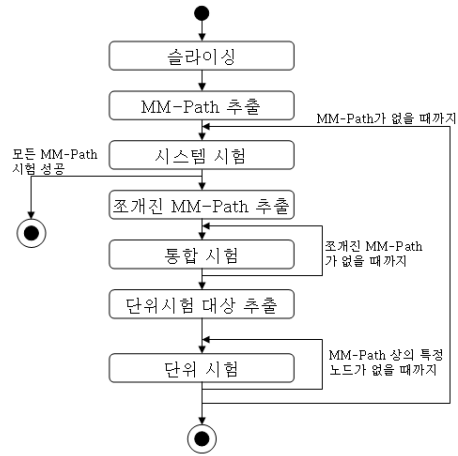 슬라이싱
MM-Path 추출
MM-Path가 없을 때까지
시스템 시험
모든 MM-Path
시험 성공
쪼개진 MM-Path 추출
통합 시험
쪼개진 MM-Path
가 없을 때까지
단위시험 대상 추출
단위 시험
MM-Path 상의 특정
노드가 없을 때까지